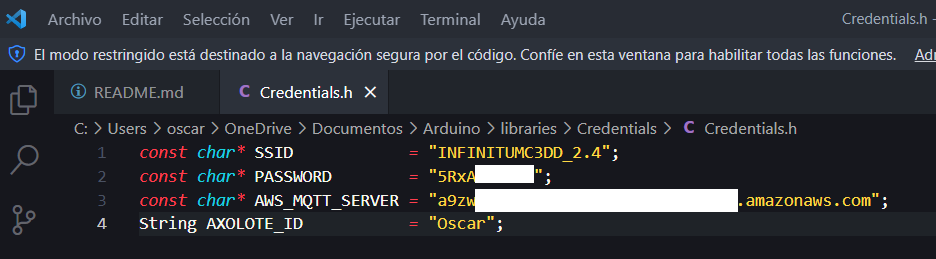 Archivo Editar Selección Ver Ir Ejecutar Terminal Ayuda Credentials.h -
El modo restringido está destinado a la navegación segura por el código. Confíe en esta ventana para habilitar todas las funciones. Adı
README.md Credentials.h
C: > Users > oscar > OneDrive > Documentos > Arduino > libraries > Credentials > C Credentials.h
1 const char* SSID = "INFINITUMC3DD_2.4";
2 const char* PASSWORD = "5RxA";
3 const char* AWS_MQTT_SERVER = "a9zw.amazonaws.com";
4 String AXOLOTE_ID = "Oscar";